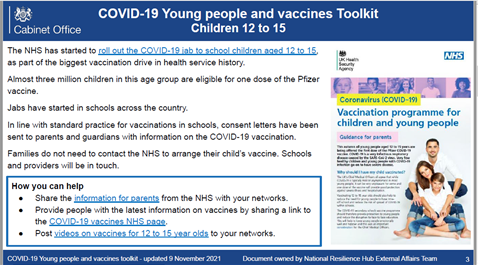 Cabinet Office
COVID-19 Young people and vaccines Toolkit
Children 12 to 15
The NHS has started to roll out the COVID-19 jab to school children aged 12 to 15,
as part of the biggest vaccination drive in health service history.
Almost three million children in this age group are eligible for one dose of the Pfizer
vaccine.
Jabs have started in schools across the country.
In line with standard practice for vaccinations in schools, consent letters have been
sent to parents and guardians with information on the COVID-19 vaccination.
Families do not need to contact the NHS to arrange their child's vaccine. Schools
and providers will be in touch.
How you can help
● Share the information for parents from the NHS with your networks.
● Provide people with the latest information on vaccines by sharing a link to
the COVID-19 vaccines NHS page.
● Post videos on vaccines for 12 to 15 year olds to your networks.
UK Health
Security
Agency
NHS
Coronavirus (COVID-19)
Vaccination programme for
children and young people
Guidance for parents
COVID-19 Young people and vaccines toolkit - updated 9 November 2021
Document owned by National Resilience Hub External Affairs Team
3